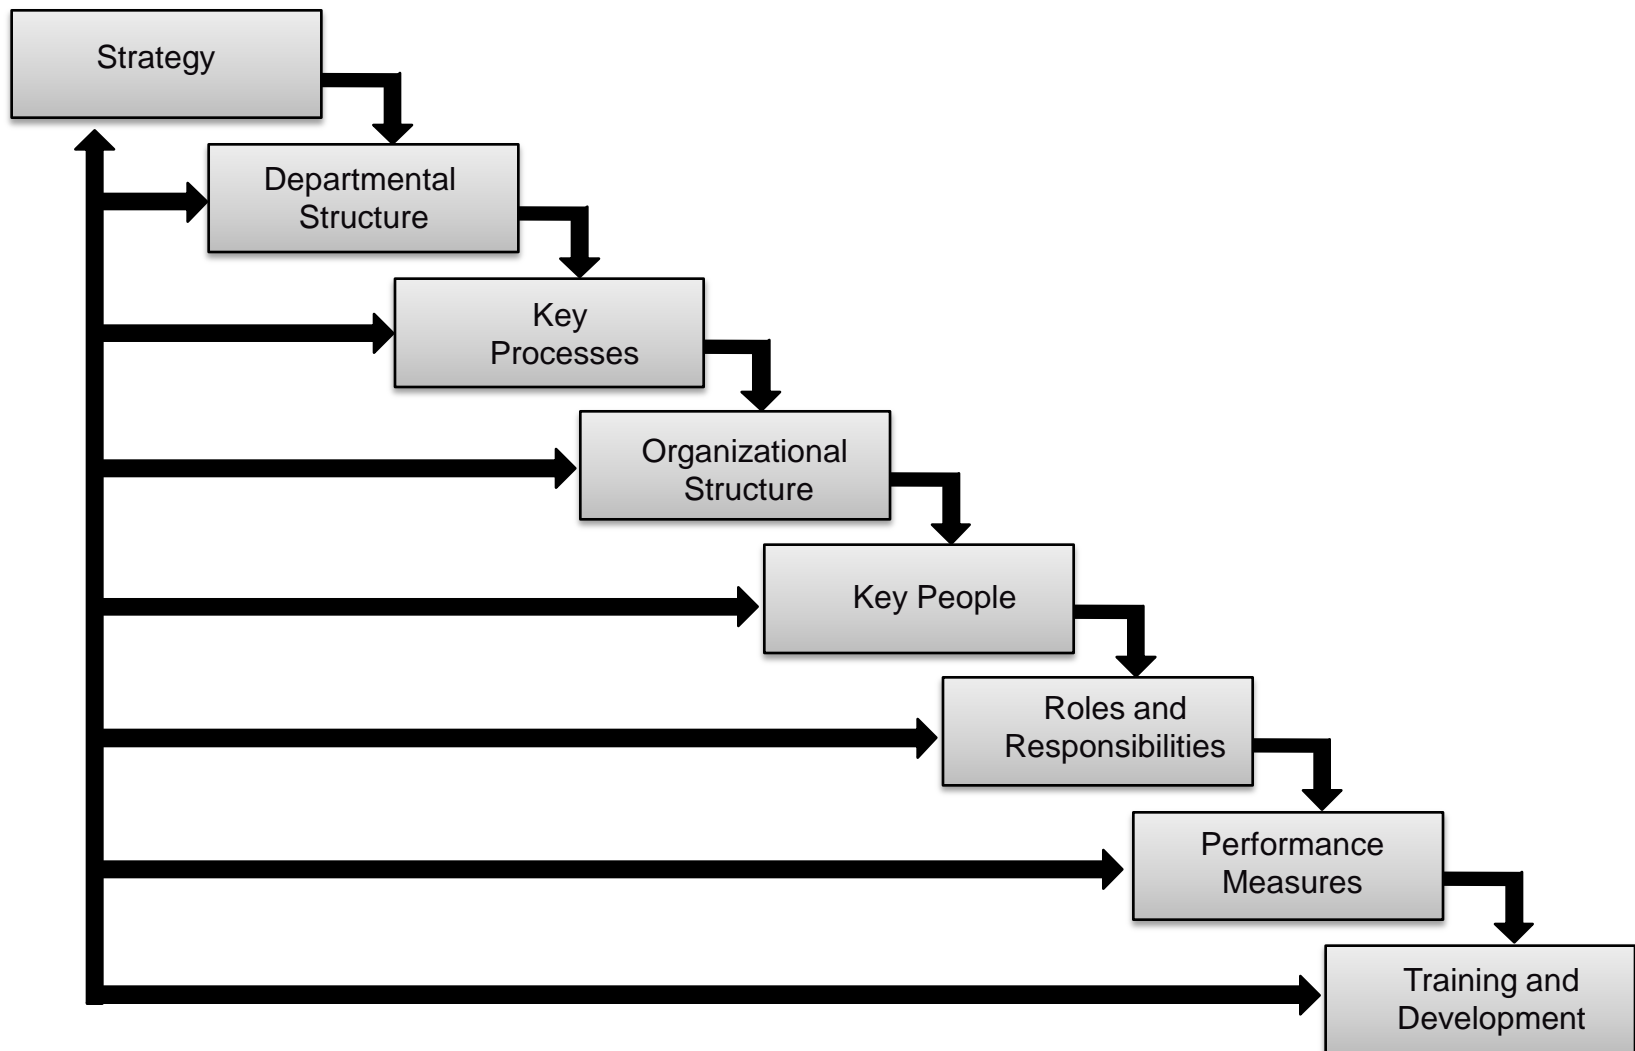 Strategy
Departmental
Structure
Key
Processes
Organizational
Structure
Key People
Roles and
Responsibilities
Performance
Measures
Training and
Development